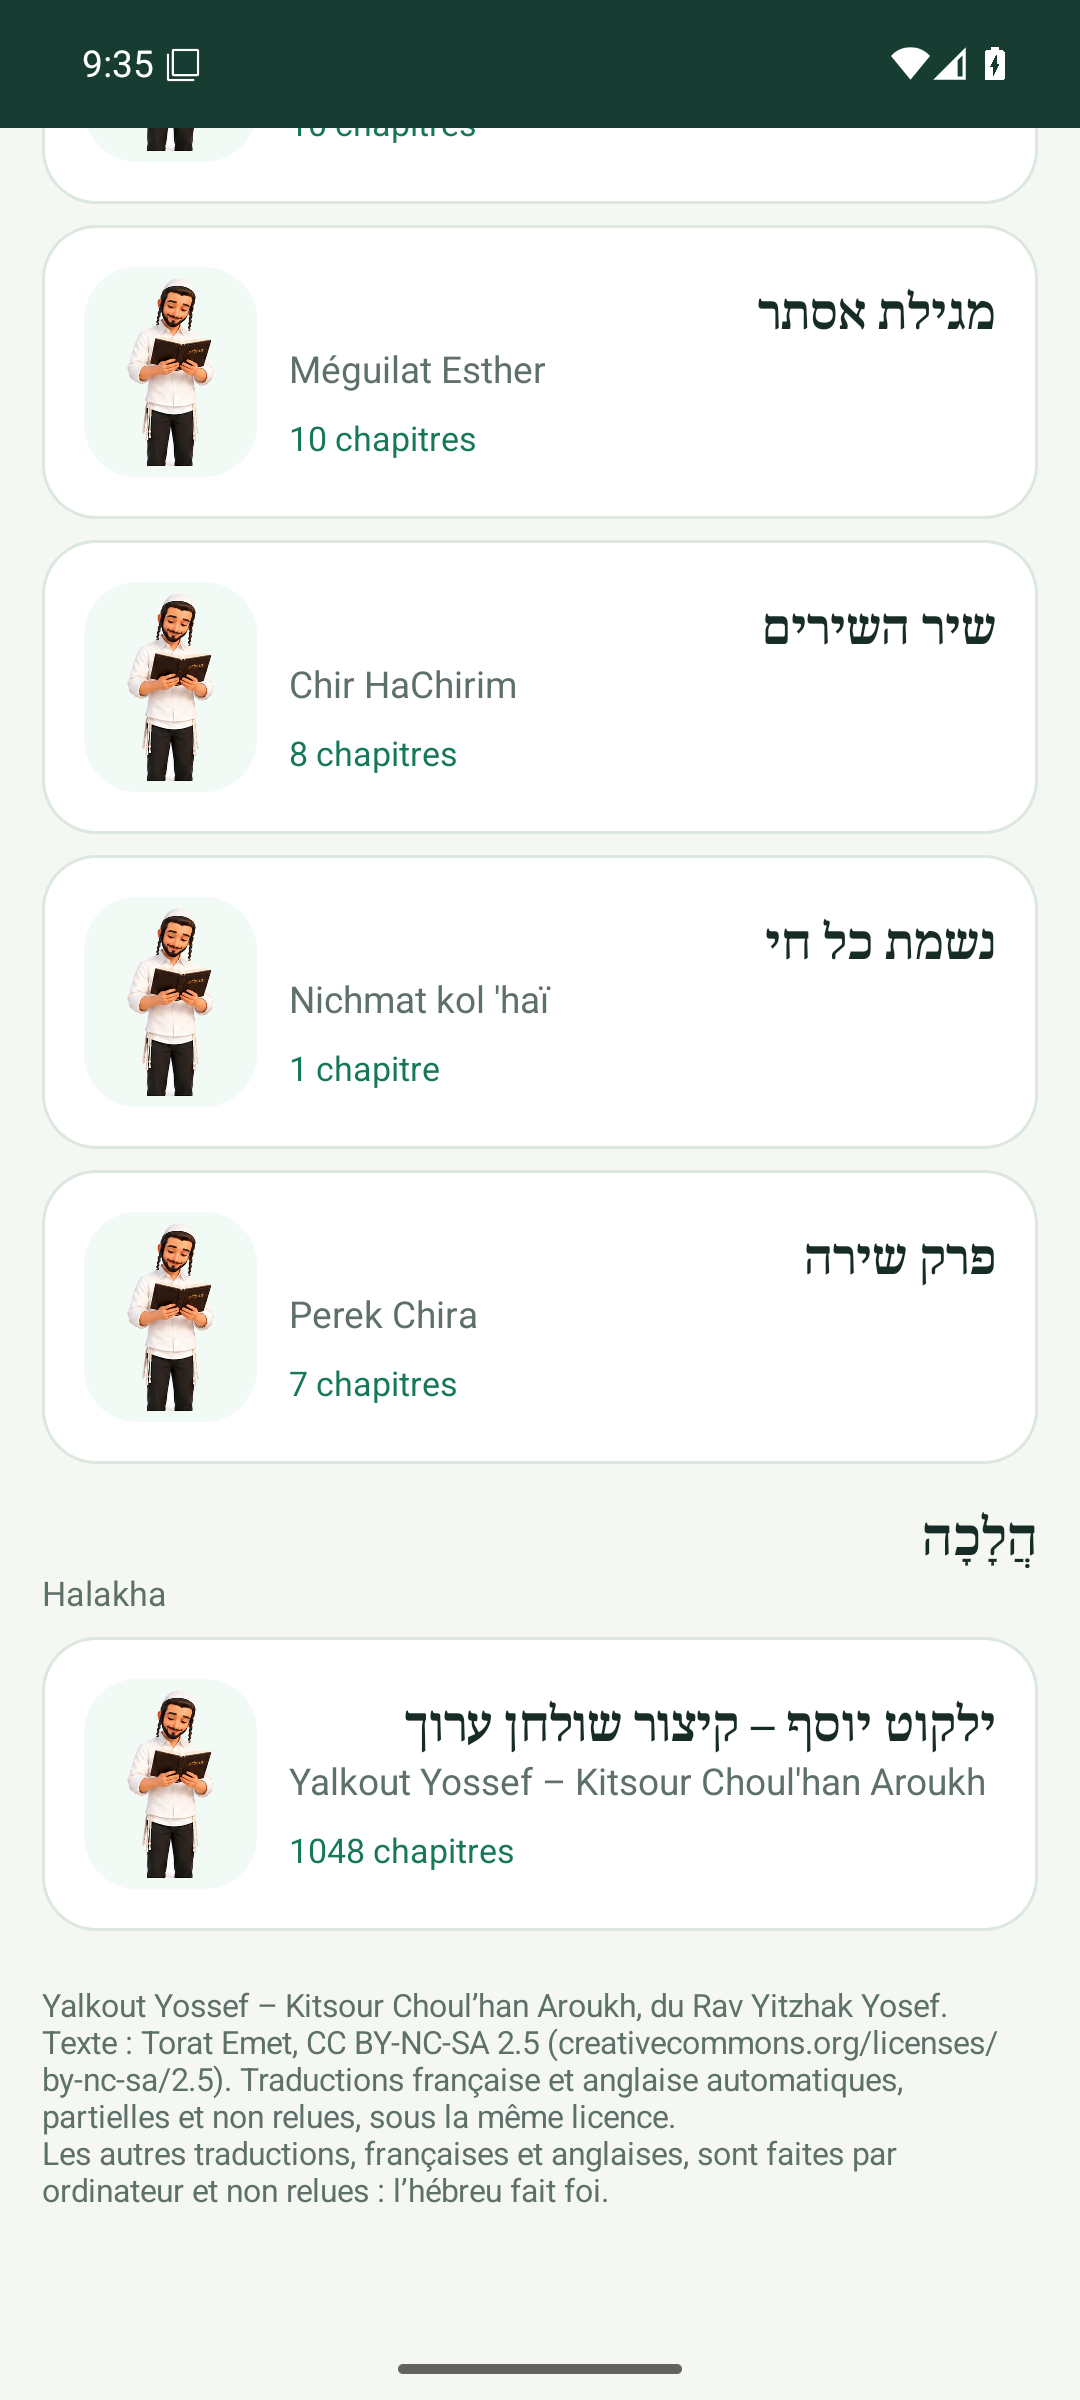 9:35
10 chapitres
מגילת אסתר
Méguilat Esther
10 chapitres
שיר השירים
Chir HaChirim
8 chapitres
נשמת כל חי
Nichmat kol 'haï
1 chapitre
פרק שירה
Perek Chira
7 chapitres
הֲלָכָה
Halakha
ילקוט יוסף – קיצור שולחן ערוך
Yalkout Yossef – Kitsour Choul'han Aroukh
1048 chapitres
Yalkout Yossef – Kitsour Choul’han Aroukh, du Rav Yitzhak Yosef.
Texte : Torat Emet, CC BY-NC-SA 2.5 (creativecommons.org/licenses/
by-nc-sa/2.5). Traductions française et anglaise automatiques,
partielles et non relues, sous la même licence.
Les autres traductions, françaises et anglaises, sont faites par
ordinateur et non relues : l’hébreu fait foi.